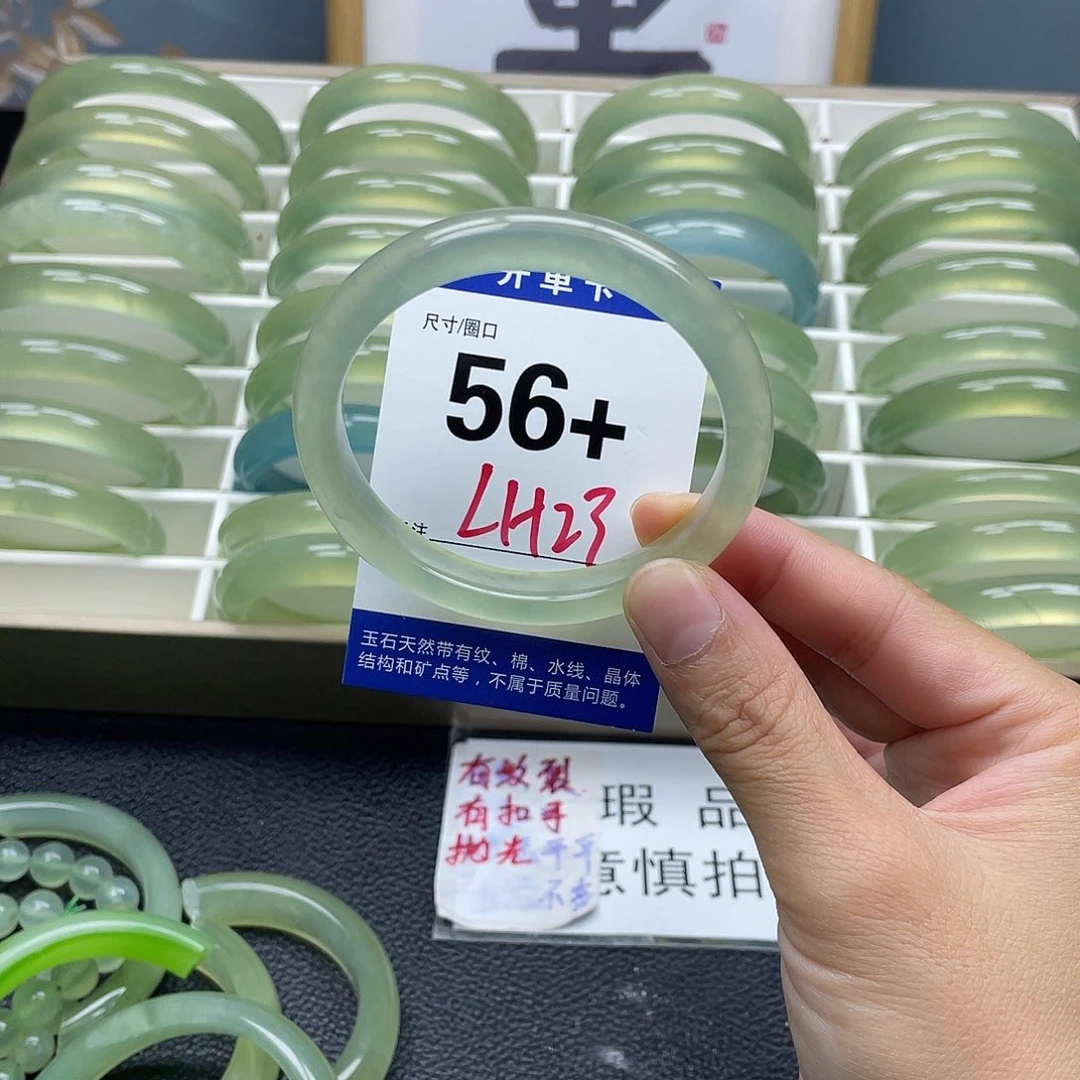 开单卡
尺寸/圈口
56+
注
LH23
玉石天然带有纹、棉、水线、晶体
结构和矿点等，不属于质量问题。
有纹裂
有扣手
抛光
瑕 品
意慎拍